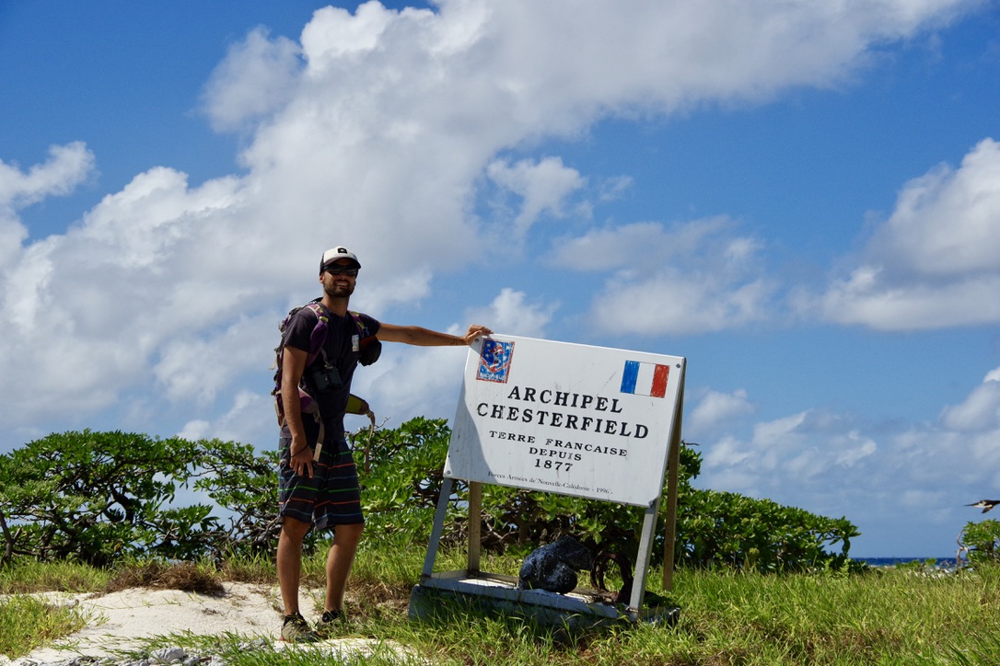 ARCHIPEL
CHESTERFIELD
TERRE FRANCAISE
DEPUIS
1877
Forces Armées de Nouvelle-Calédonie - 1996 -